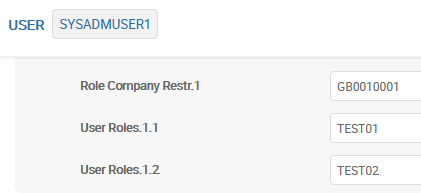 USER SYSADMUSER1
Role Company Restr.1 GB0010001
User Roles.1.1 TEST01
User Roles.1.2 TEST02